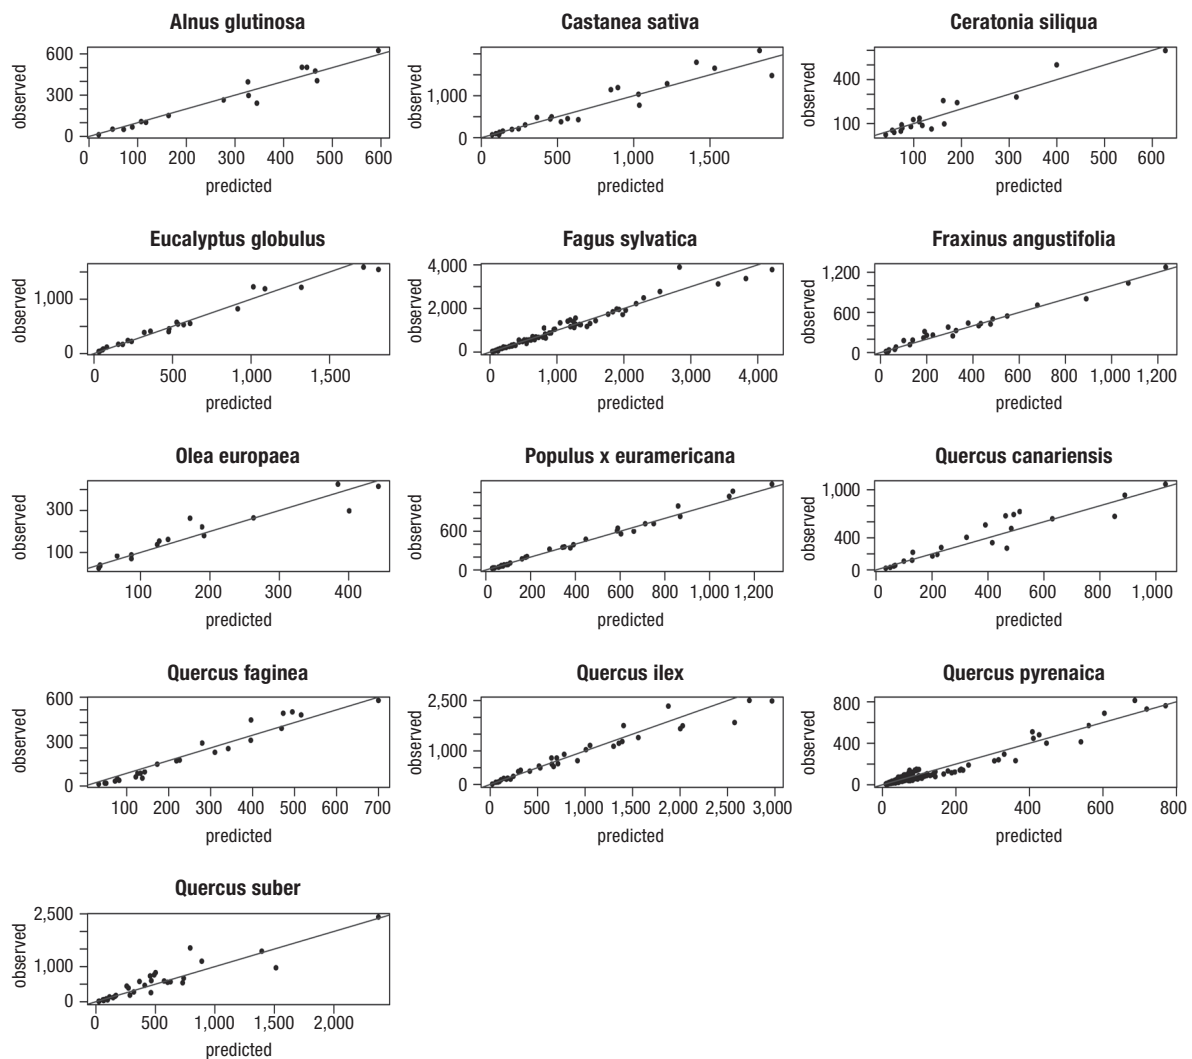 Alnus glutinosa
Castanea sativa
Ceratonia siliqua
observed
600
300
0
0 100 200 300 400 500 600
predicted
observed
1,000
0
0 500 1,000 1,500
predicted
observed
400
100
100 200 300 400 500 600
predicted
Eucalyptus globulus
Fagus sylvatica
Fraxinus angustifolia
observed
1,000
0
0 500 1,000 1,500
predicted
observed
4,000
2,000
0
0 1,000 2,000 3,000 4,000
predicted
observed
1,200
600
0
0 200 400 600 800 1,000 1,200
predicted
Olea europaea
Populus x euramericana
Quercus canariensis
observed
300
100
100 200 300 400
predicted
observed
600
0
0 200 400 600 800 1,000 1,200
predicted
observed
1,000
400
0
0 200 400 600 800 1,000
predicted
Quercus faginea
Quercus ilex
Quercus pyrenaica
observed
600
300
0
100 200 300 400 500 600 700
predicted
observed
2,500
1,000
0
0 500 1,000 1,500 2,000 2,500 3,000
predicted
observed
800
400
0
0 200 400 600 800
predicted
Quercus suber
observed
2,500
1,000
0
0 500 1,000 1,500 2,000
predicted